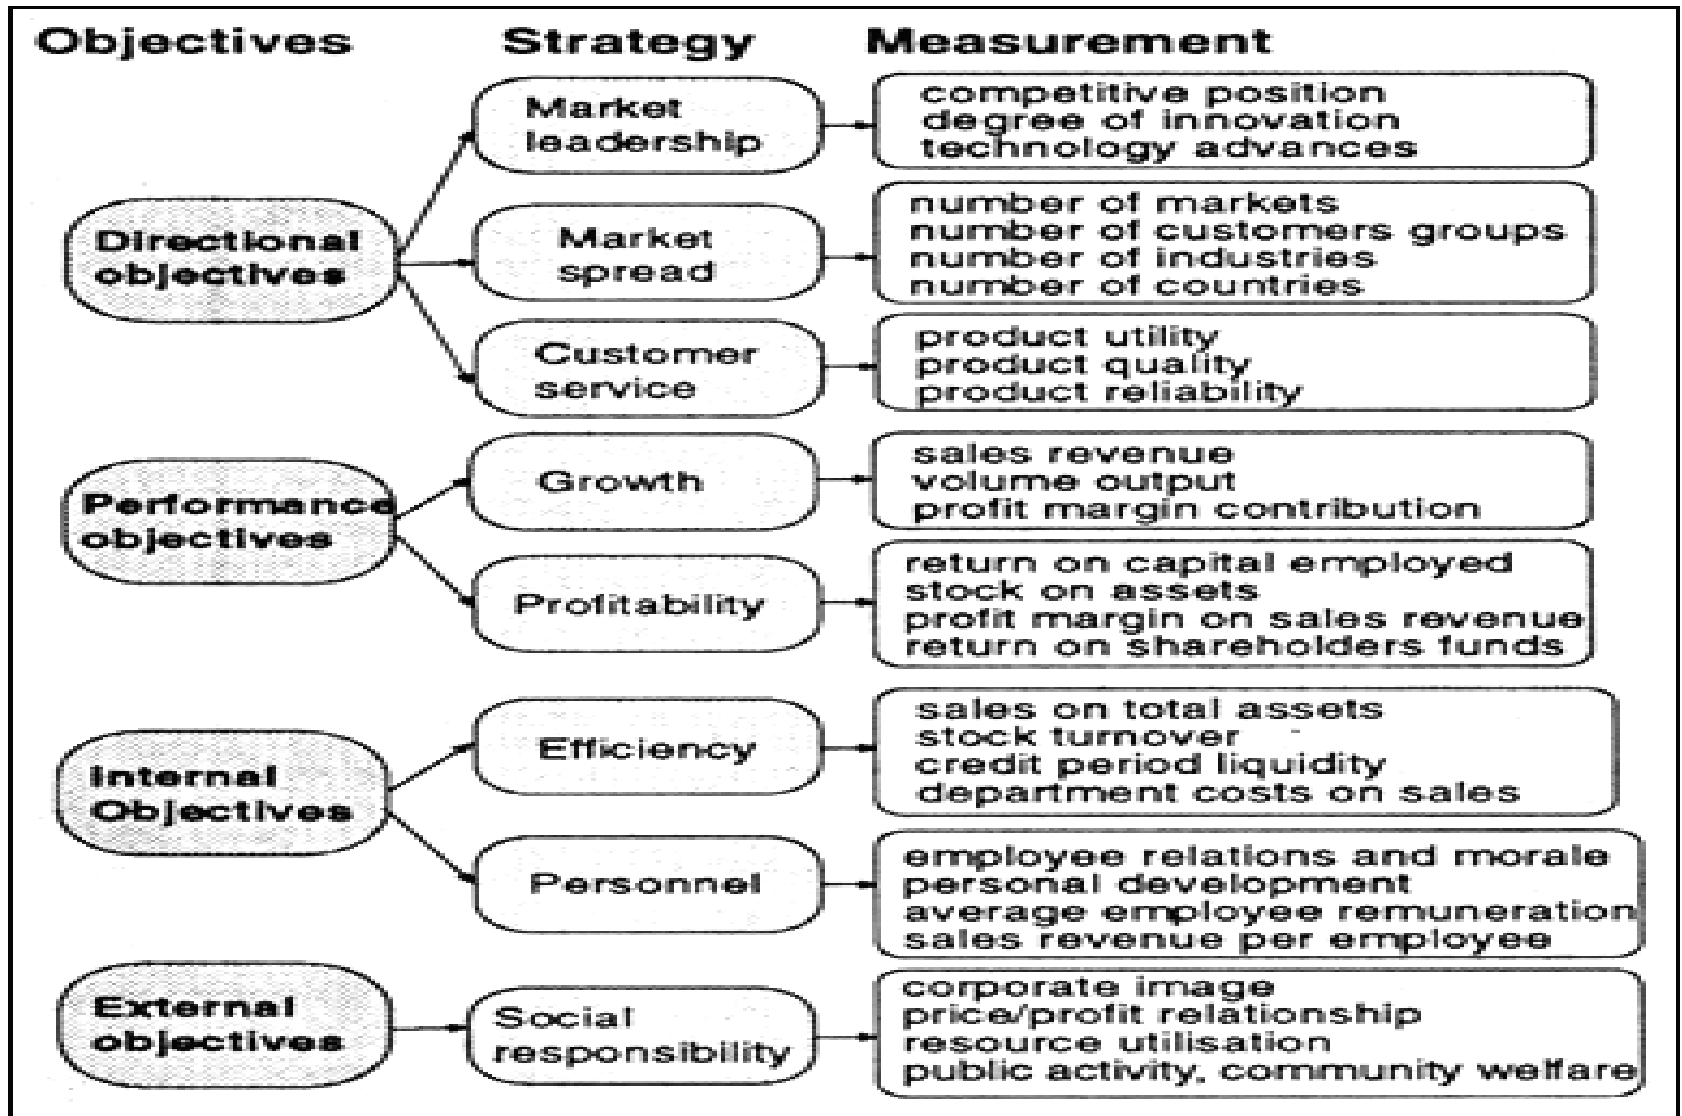 Objectives Strategy Measurement
Directional
objectives
Market
leadership
competitive position
degree of innovation
technology advances
Market
spread
number of markets
number of customers groups
number of industries
number of countries
Customer
service
product utility
product quality
product reliability
Performance
objectives
Growth
sales revenue
volume output
profit margin contribution
Profitability
return on capital employed
stock on assets
profit margin on sales revenue
return on shareholders funds
Internal
Objectives
Efficiency
sales on total assets
stock turnover
credit period liquidity
department costs on sales
Personnel
employee relations and morale
personal development
average employee remuneration
sales revenue per employee
External
objectives
Social
responsibility
corporate image
price/profit relationship
resource utilisation
public activity, community welfare